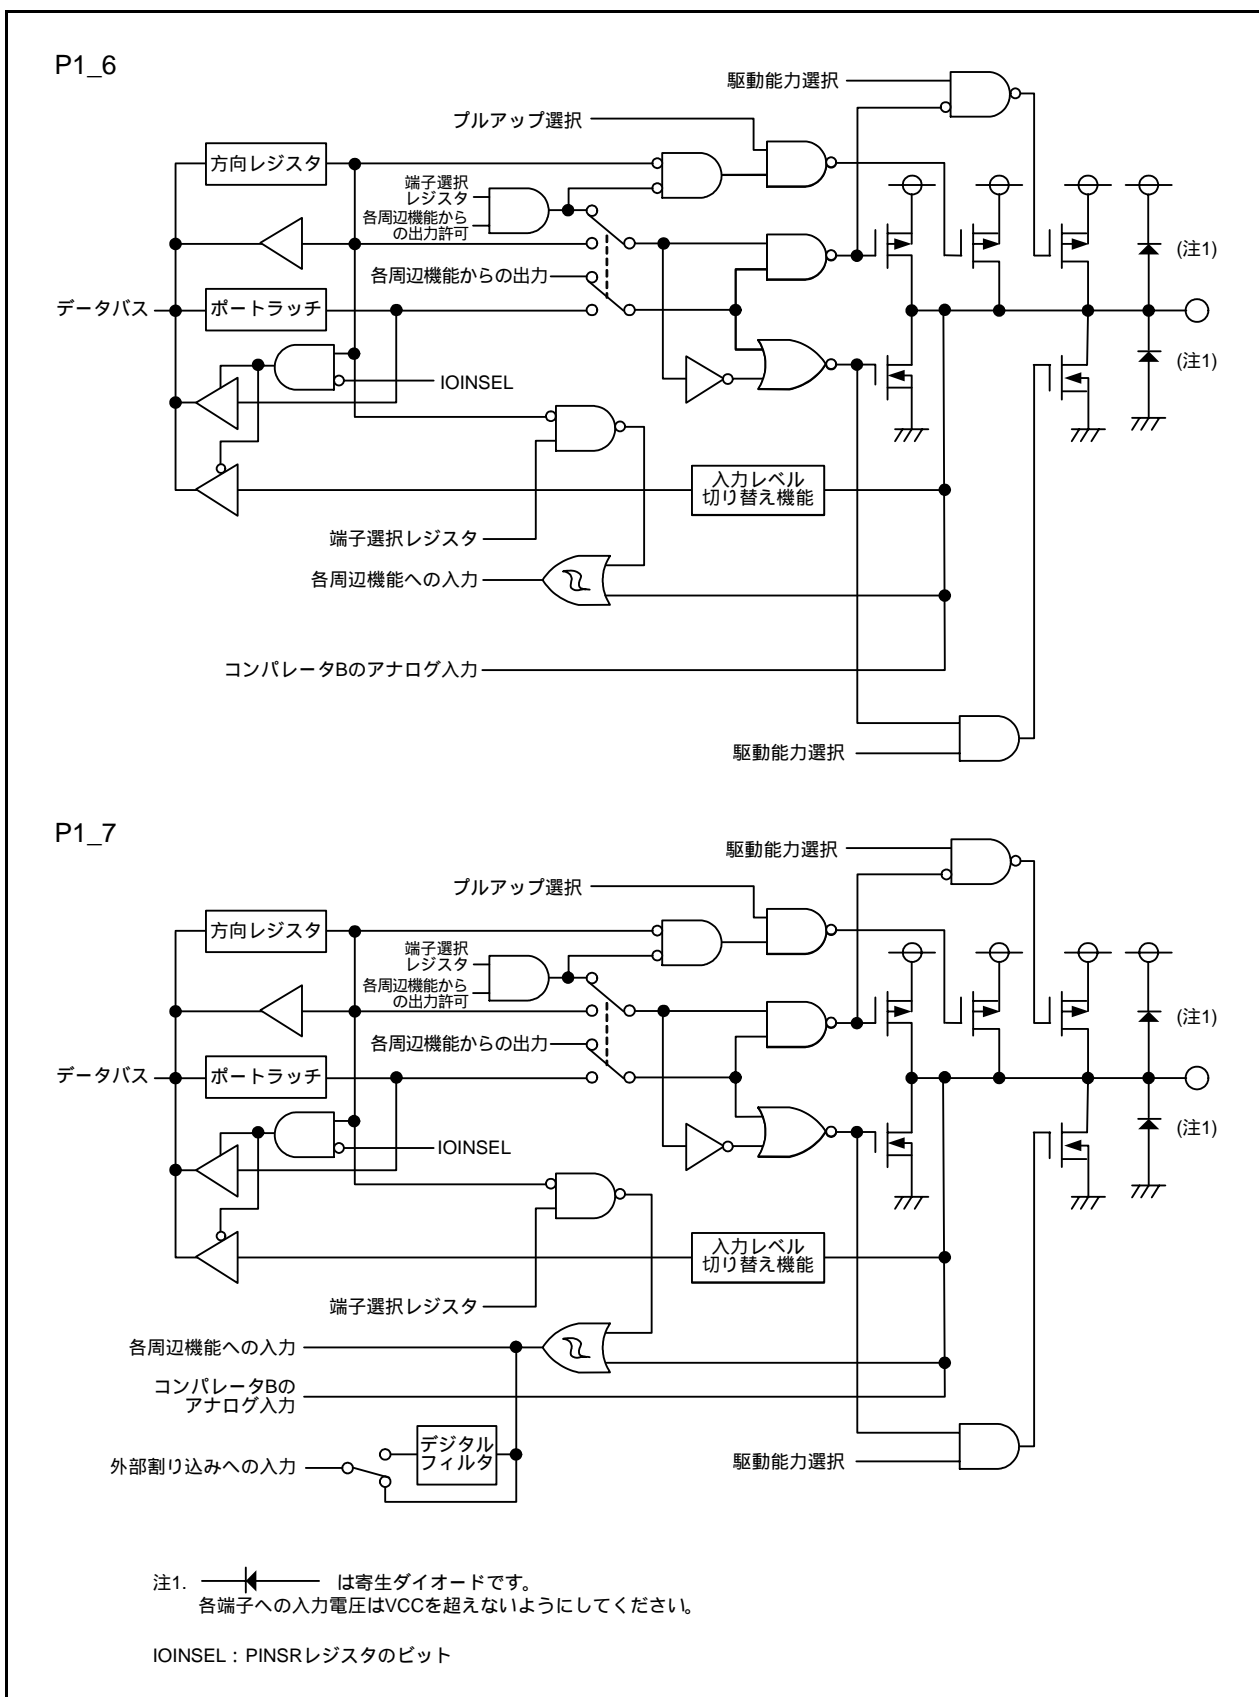 P1_6
駆動能力選択
プルアップ選択
方向レジスタ
端子選択
レジスタ
各周辺機能から
の出力許可
(注1)
各周辺機能からの出力
データバス
ポートラッチ
(注1)
IOINSEL
入力レベル
切り替え機能
端子選択レジスタ
各周辺機能への入力
コンパレータBのアナログ入力
駆動能力選択
P1_7
駆動能力選択
プルアップ選択
方向レジスタ
端子選択
レジスタ
各周辺機能から
の出力許可
(注1)
各周辺機能からの出力
データバス
ポートラッチ
(注1)
IOINSEL
入力レベル
切り替え機能
端子選択レジスタ
各周辺機能への入力
コンパレータBの
アナログ入力
デジタル
フィルタ
外部割り込みへの入力
駆動能力選択
注1. は寄生ダイオードです。
各端子への入力電圧はVCCを超えないようにしてください。
IOINSEL：PINSRレジスタのビット